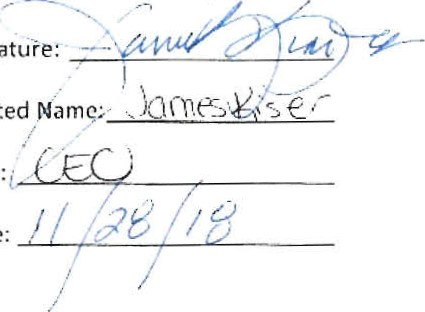 ature:
ted Name: James Kiser
: CEO
e: 11/28/18